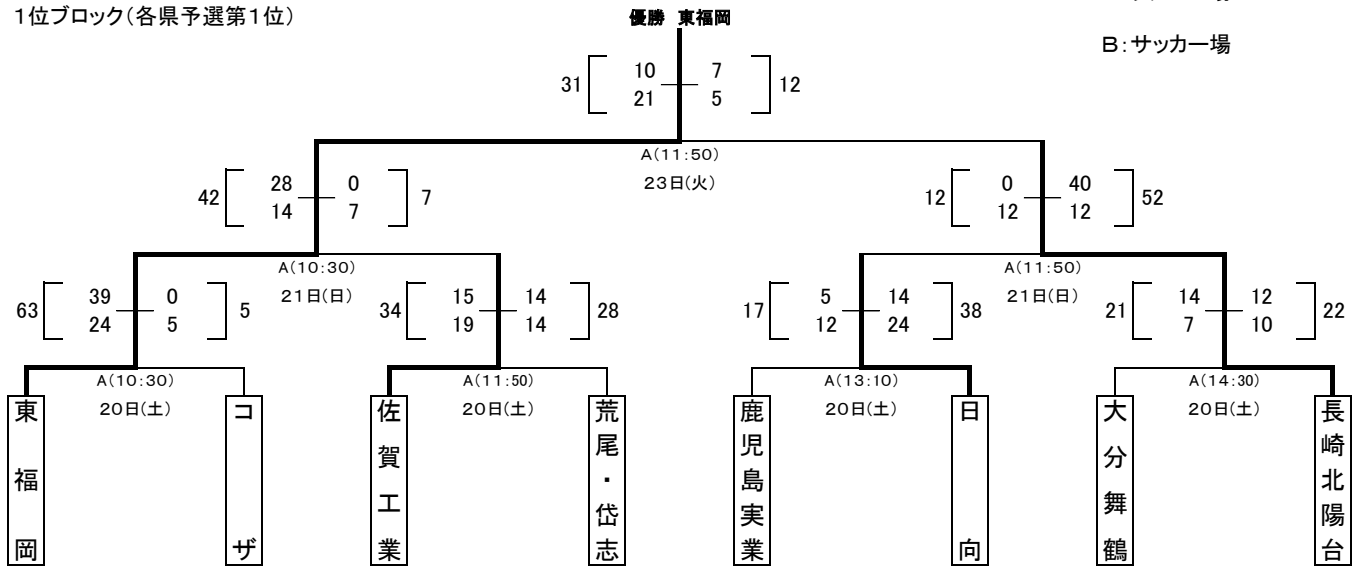 1位ブロック(各県予選第1位)
優勝 東福岡
B:サッカー場
31 10 7 12
21 5
A(11:50)
23日(火)
42 28 0 7
14 7
12 0 40 52
12 12
A(10:30)
21日(日)
A(11:50)
21日(日)
63 39 0 5
24 5
34 15 14 28
19 14
17 5 14 38
12 24
21 14 12 22
7 10
A(10:30)
20日(土)
A(11:50)
20日(土)
A(13:10)
20日(土)
A(14:30)
20日(土)
東福岡
コザ
佐賀工業
荒尾・岱志
鹿児島実業
日向
大分舞鶴
長崎北陽台